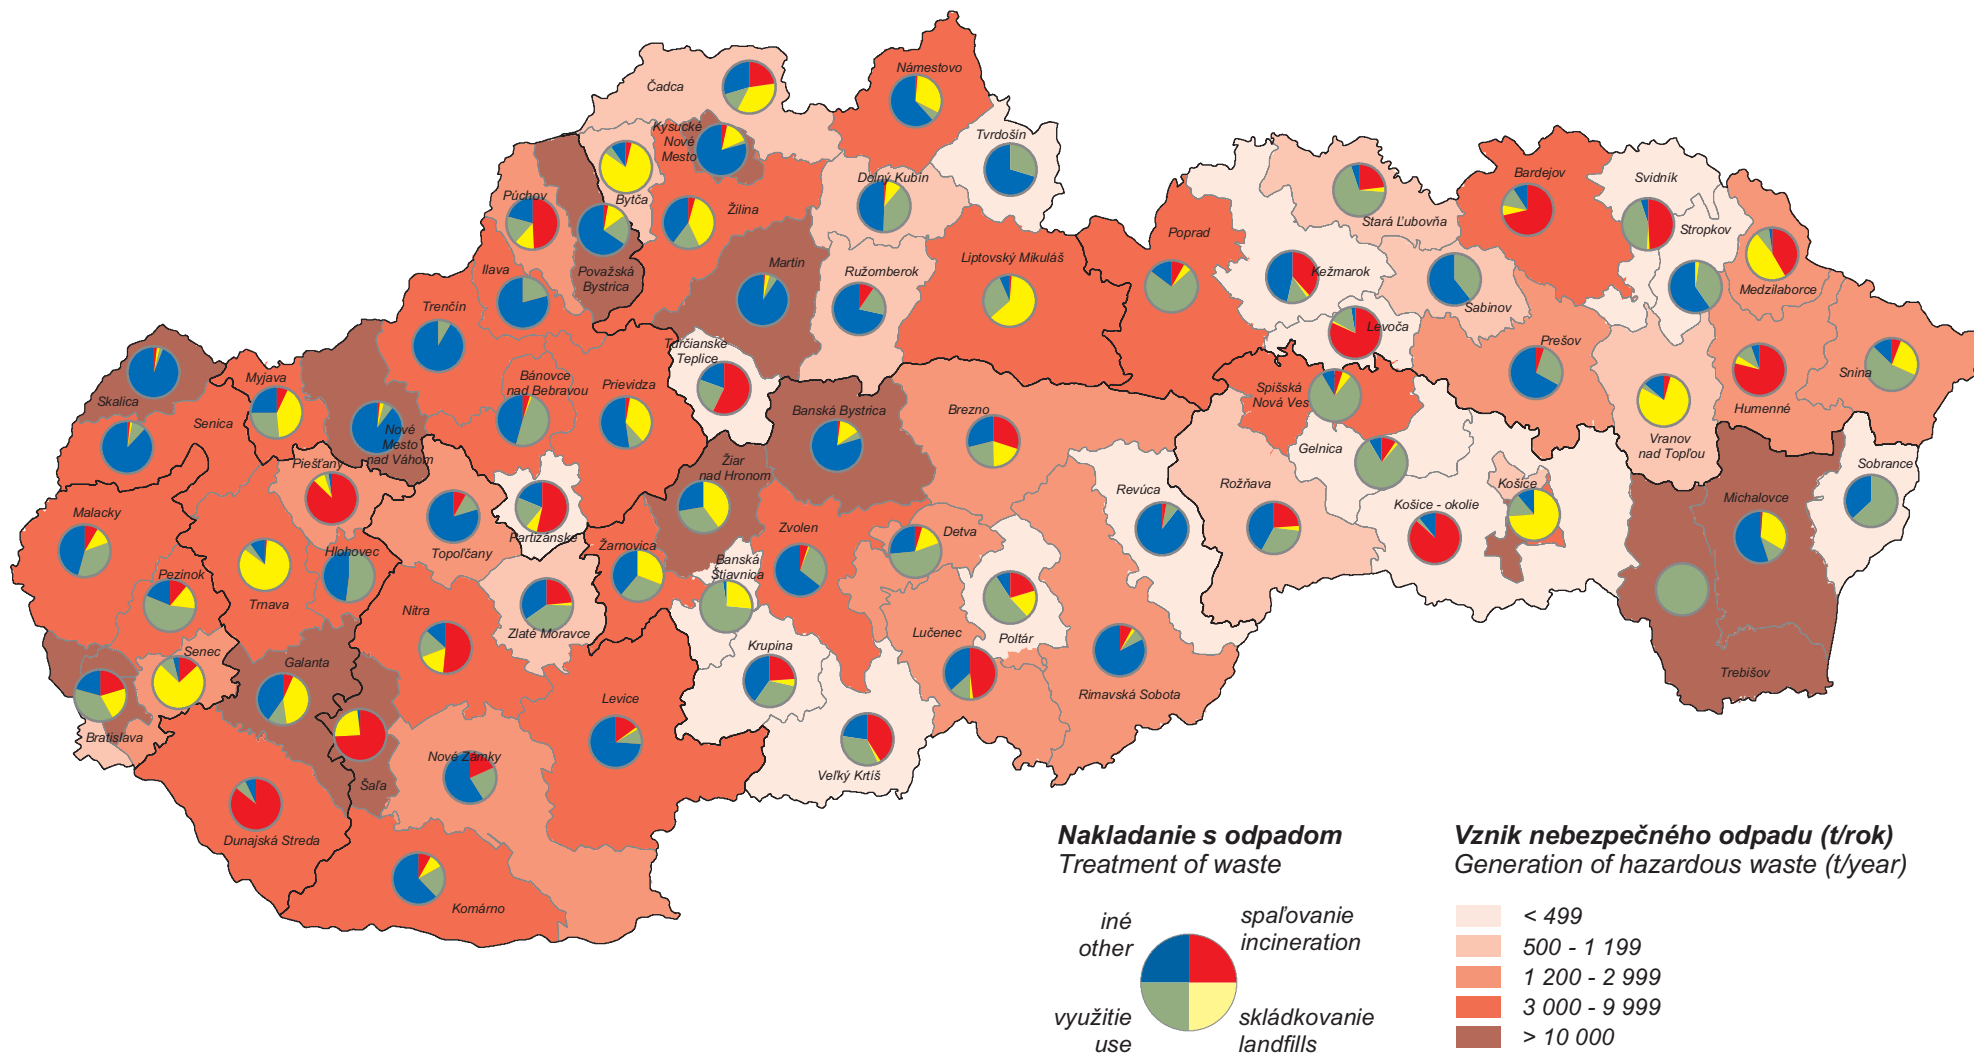 Námestovo
Čadca
Kysucké
Nové
Mesto
Tvrdošín
Dolný Kubín
Bytča
Púchov
Žilina
Považská
Bystrica
Martin
Ružomberok
Liptovský Mikuláš
Poprad
Stará Ľubovňa
Bardejov
Svidník
Stropkov
Medzilaborce
Kežmarok
Sabinov
Levoča
Prešov
Snina
Humenné
Vranov
nad Topľou
Ilava
Trenčín
Turčianske
Teplice
Bánovce
nad Bebravou
Prievidza
Banská Bystrica
Brezno
Spišská
Nová Ves
Gelnica
Skalica
Myjava
Senica
Nové
Mesto
nad Váhom
Piešťany
Žiar
nad Hronom
Revúca
Rožňava
Košice - okolie
Košice
Michalovce
Sobrance
Trebišov
Malacky
Pezinok
Trnava
Hlohovec
Topoľčany
Partizánske
Žarnovica
Banská
Štiavnica
Zvolen
Detva
Nitra
Zlaté Moravce
Lučenec
Poltár
Krupina
Rimavská Sobota
Senec
Galanta
Levice
Bratislava
Šaľa
Nové Zámky
Veľký Krtíš
Dunajská Streda
Komárno
Nakladanie s odpadom
Treatment of waste
iné
other
spaľovanie
incineration
využitie
use
skládkovanie
landfills
Vznik nebezpečného odpadu (t/rok)
Generation of hazardous waste (t/year)
< 499
500 - 1 199
1 200 - 2 999
3 000 - 9 999
> 10 000